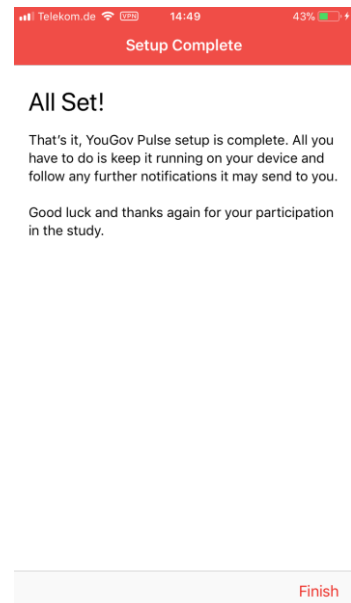 Telekom.de VPN 14:49 43%
Setup Complete
All Set!
That's it, YouGov Pulse setup is complete. All you
have to do is keep it running on your device and
follow any further notifications it may send to you.
Good luck and thanks again for your participation
in the study.
Finish